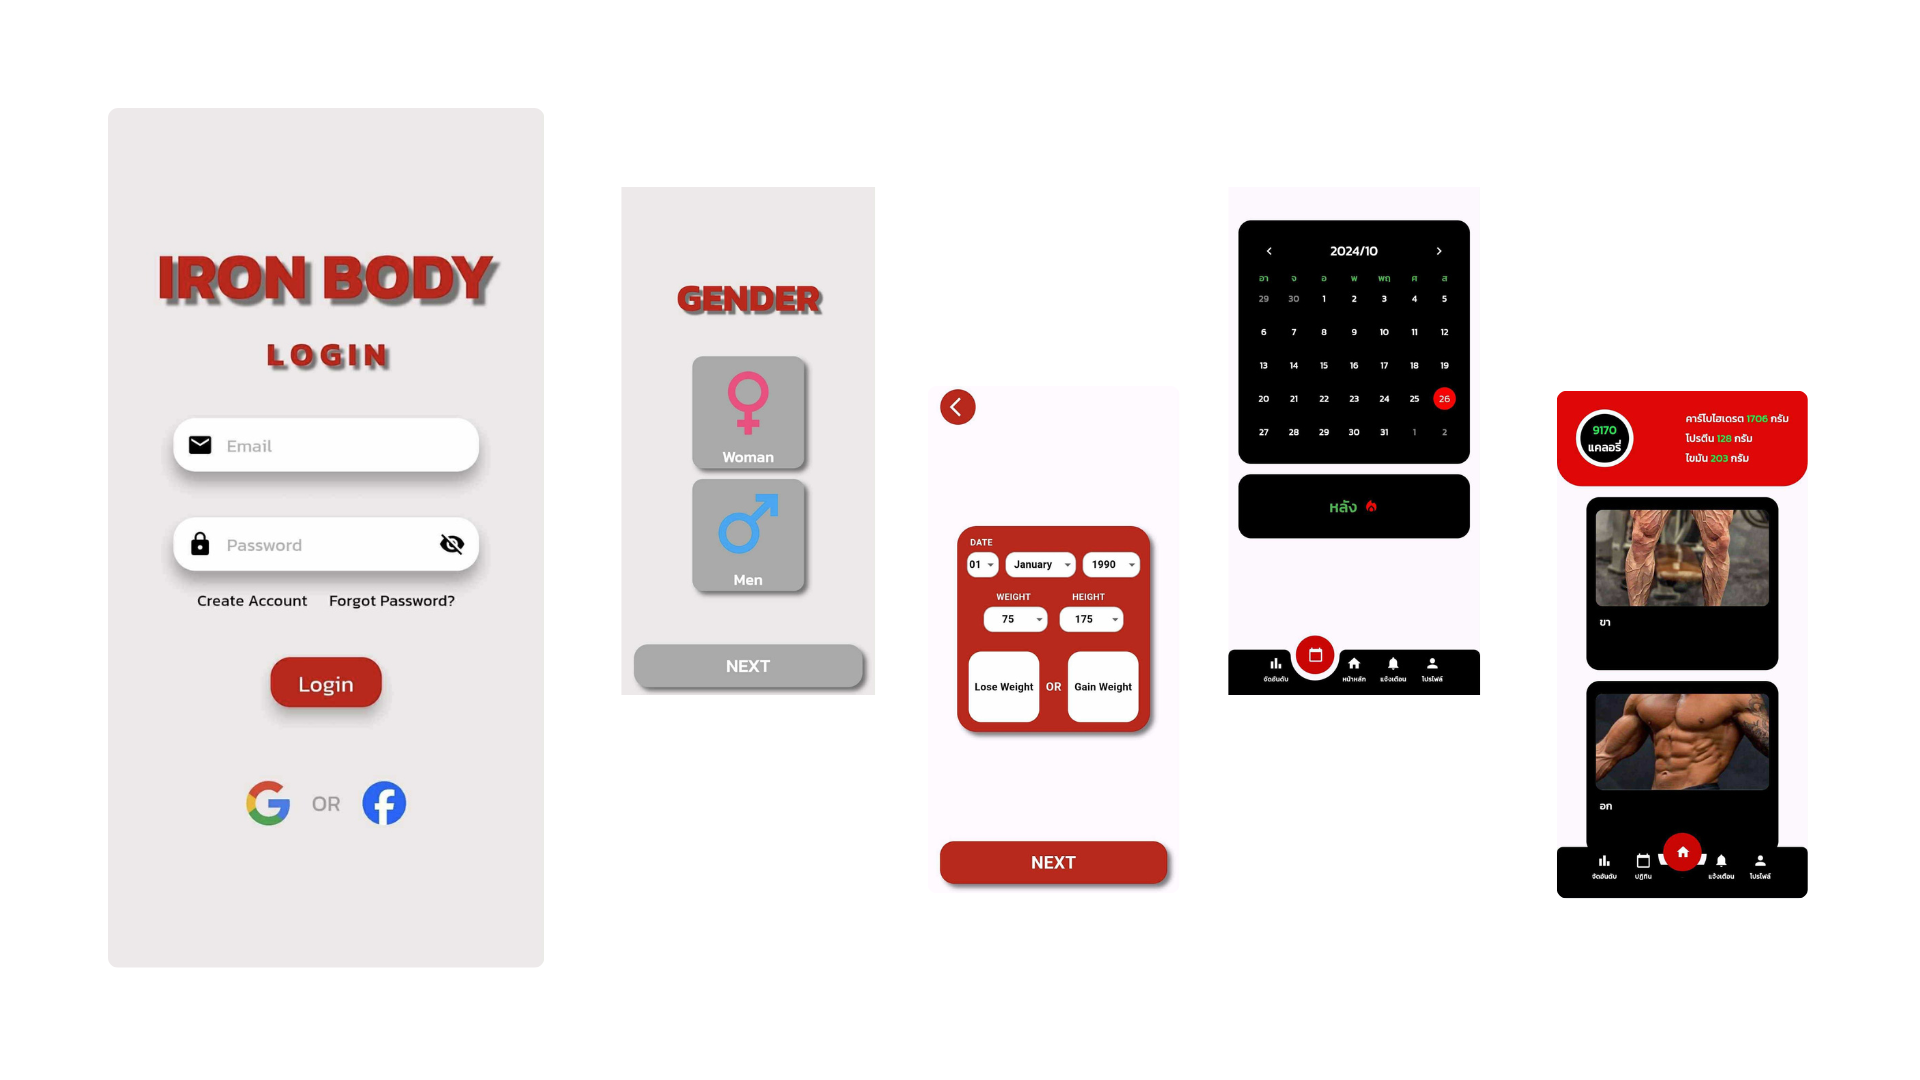 IRON BODY
LOGIN
Email
Password
Create Account Forgot Password?
Login
OR
GENDER
Woman
Men
NEXT
DATE
01 January 1990
WEIGHT HEIGHT
75 175
Lose Weight OR Gain Weight
NEXT
2024/10
อา จ อ พ พฤ ศ ส
29 30 1 2 3 4 5
6 7 8 9 10 11 12
13 14 15 16 17 18 19
20 21 22 23 24 25 26
27 28 29 30 31 1 2
หลัง
จัดอันดับ หน้าหลัก แจ้งเตือน โปรไฟล์
9170
แคลอรี่
คาร์โบไฮเดรต 1706 กรัม
โปรตีน 128 กรัม
ไขมัน 203 กรัม
ขา
อก
จัดอันดับ ปฏิทิน แจ้งเตือน โปรไฟล์